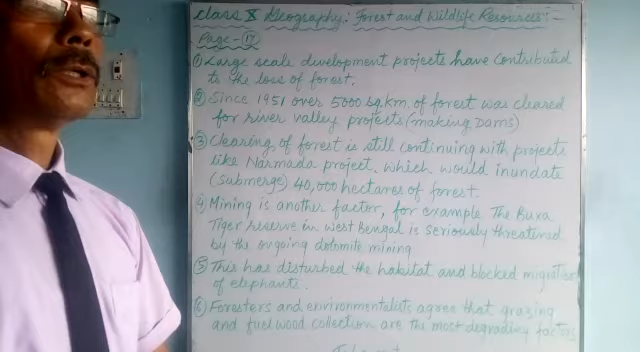 Class X Geography: Forest and Wildlife Resources:-
Page-17
① Large scale development projects have contributed
to the loss of forest.
② Since 1951 over 5000 sq.km. of forest was cleared
for river valley projects (making Dams)
③ Clearing of forest is still continuing with projects
like Narmada project, which would inundate
(submerge) 40,000 hectares of forest.
④ Mining is another factor, for example The Buxa
Tiger reserve in West Bengal is seriously threatened
by the ongoing dolomite mining
⑤ This has disturbed the habitat and blocked migration
of elephants.
⑥ Foresters and environmentalists agree that grazing
and fuel wood collection are the most degrading factors